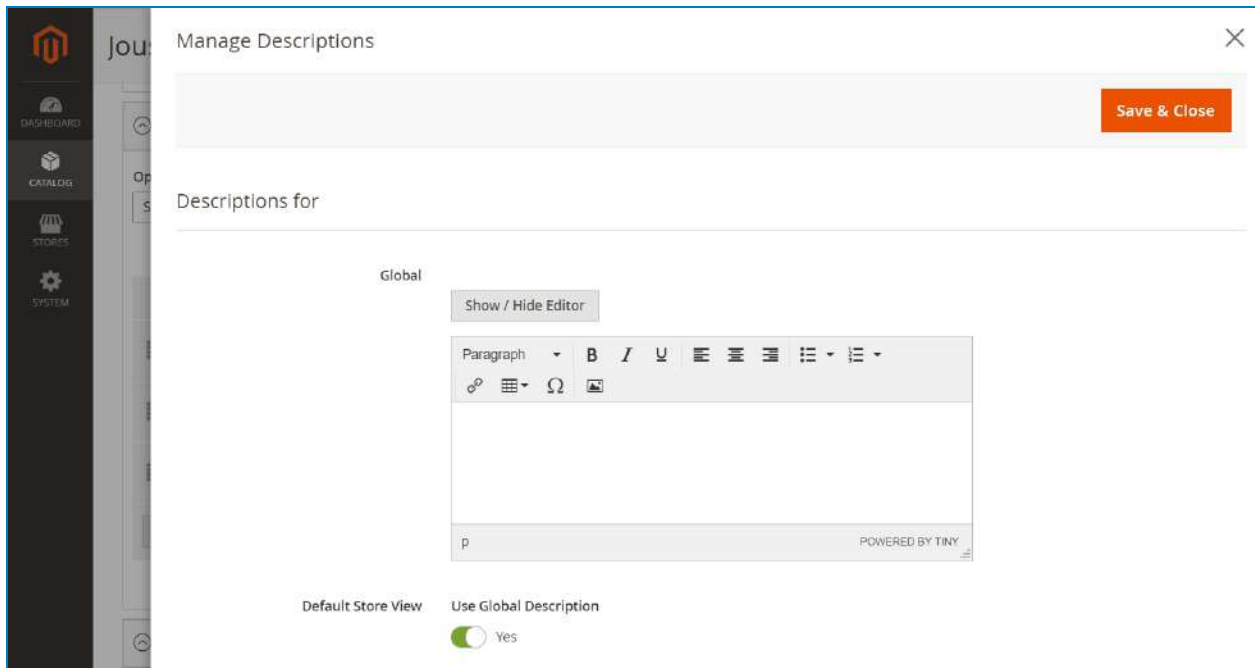 Jou
Manage Descriptions
DASHBOARD
Save & Close
CATALOG
Op
S
Descriptions for
STORES
Global
SYSTEM
Show / Hide Editor
Paragraph B I U
Ω
p POWERED BY TINY
Default Store View Use Global Description
Yes